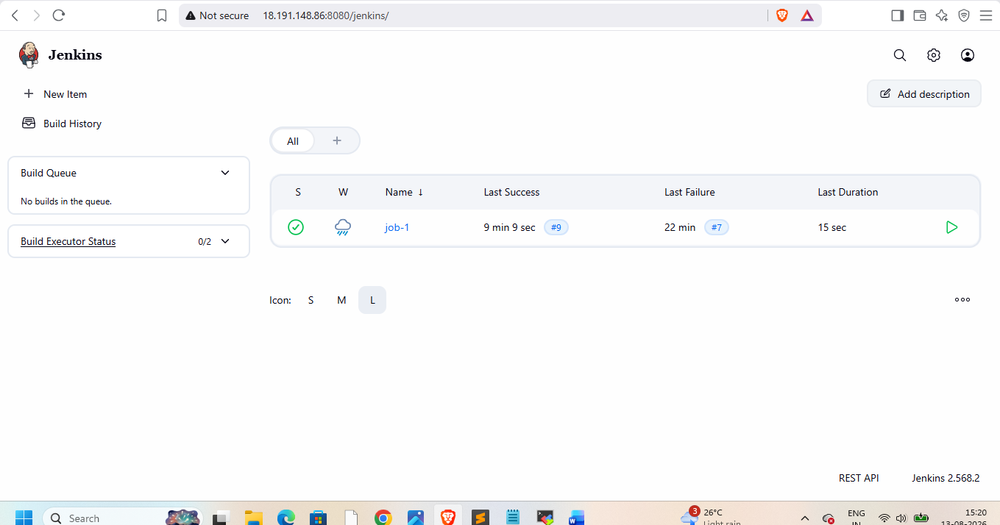 Not secure 18.191.148.86:8080/jenkins/
Jenkins
New Item
Add description
Build History
All
Build Queue
No builds in the queue.
Build Executor Status 0/2
S W Name ↓ Last Success Last Failure Last Duration
job-1 9 min 9 sec #9 22 min #7 15 sec
Icon: S M L
REST API Jenkins 2.568.2
Search
3
26°C
Light rain
ENG
IN
15:20
13-08-2026